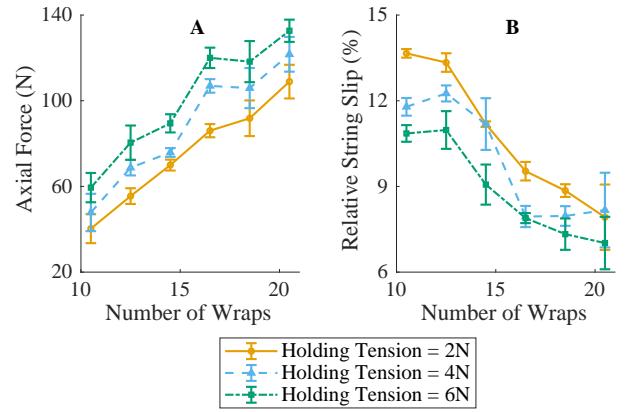 A
Axial Force (N)
140
100
60
20
10
15
20
Number of Wraps
B
Relative String Slip (%)
15
12
9
6
10
15
20
Number of Wraps
Holding Tension = 2N
Holding Tension = 4N
Holding Tension = 6N